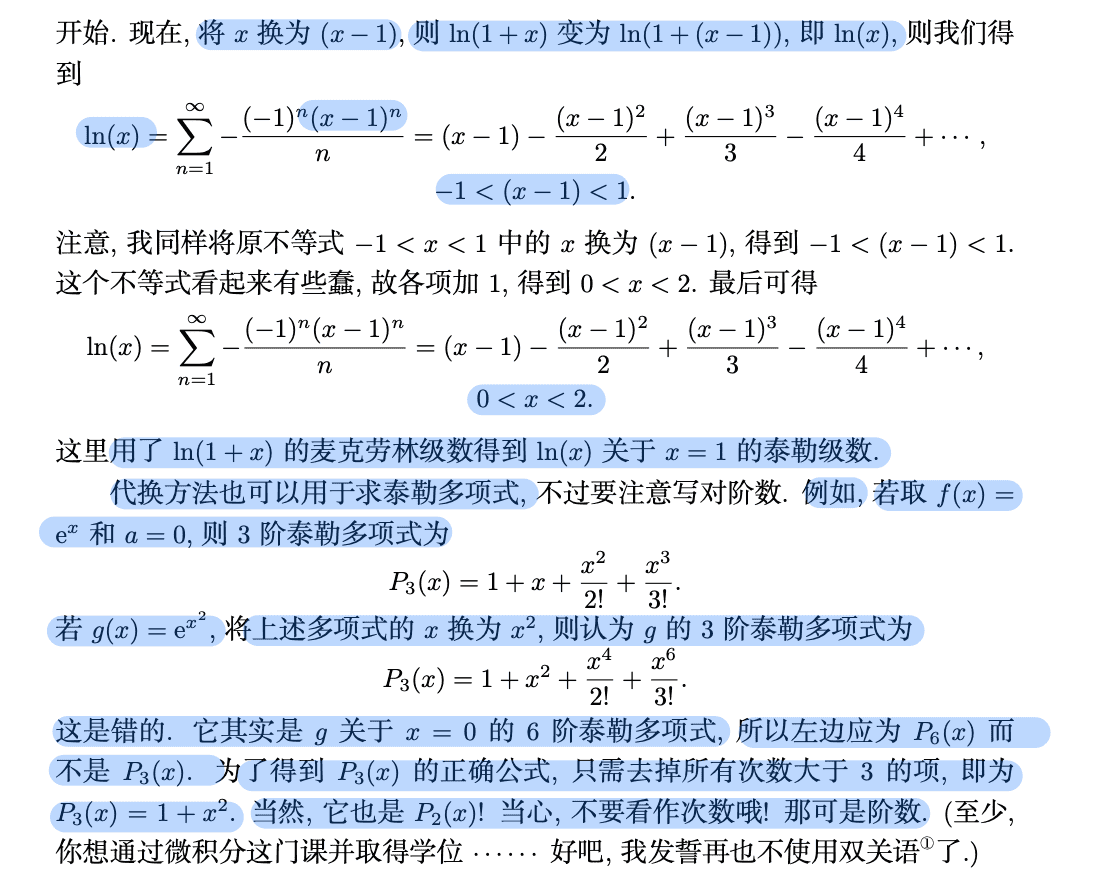 开始. 现在, 将 x 换为 (x − 1), 则 ln(1 + x) 变为 ln(1 + (x − 1)), 即 ln(x), 则我们得
到
ln(x) = ∑_{n=1}^{∞} −\frac{(−1)^n(x − 1)^n}{n} = (x − 1) − \frac{(x − 1)^2}{2} + \frac{(x − 1)^3}{3} − \frac{(x − 1)^4}{4} + ⋯ ,
−1 < (x − 1) < 1.
注意, 我同样将原不等式 −1 < x < 1 中的 x 换为 (x − 1), 得到 −1 < (x − 1) < 1.
这个不等式看起来有些蠢, 故各项加 1, 得到 0 < x < 2. 最后可得
ln(x) = ∑_{n=1}^{∞} −\frac{(−1)^n(x − 1)^n}{n} = (x − 1) − \frac{(x − 1)^2}{2} + \frac{(x − 1)^3}{3} − \frac{(x − 1)^4}{4} + ⋯ ,
0 < x < 2.
这里用了 ln(1 + x) 的麦克劳林级数得到 ln(x) 关于 x = 1 的泰勒级数.
代换方法也可以用于求泰勒多项式, 不过要注意写对阶数. 例如, 若取 f(x) =
e^x 和 a = 0, 则 3 阶泰勒多项式为
P_3(x) = 1 + x + \frac{x^2}{2!} + \frac{x^3}{3!}.
若 g(x) = e^{x^2}, 将上述多项式的 x 换为 x^2, 则认为 g 的 3 阶泰勒多项式为
P_3(x) = 1 + x^2 + \frac{x^4}{2!} + \frac{x^6}{3!}.
这是错的. 它其实是 g 关于 x = 0 的 6 阶泰勒多项式, 所以左边应为 P_6(x) 而
不是 P_3(x). 为了得到 P_3(x) 的正确公式, 只需去掉所有次数大于 3 的项, 即为
P_3(x) = 1 + x^2. 当然, 它也是 P_2(x)! 当心, 不要看作次数哦! 那可是阶数. (至少,
你想通过微积分这门课并取得学位 ⋯⋯ 好吧, 我发誓再也不使用双关语^①了.)